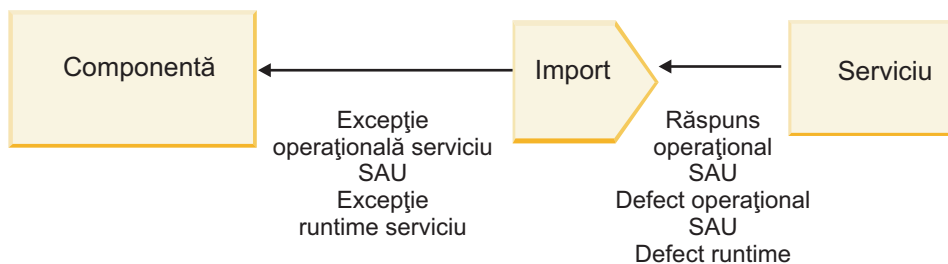 Componentă
Import
Serviciu
Excepţie
operaţională serviciu
SAU
Excepţie
runtime serviciu
Răspuns
operaţional
SAU
Defect operaţional
SAU
Defect runtime